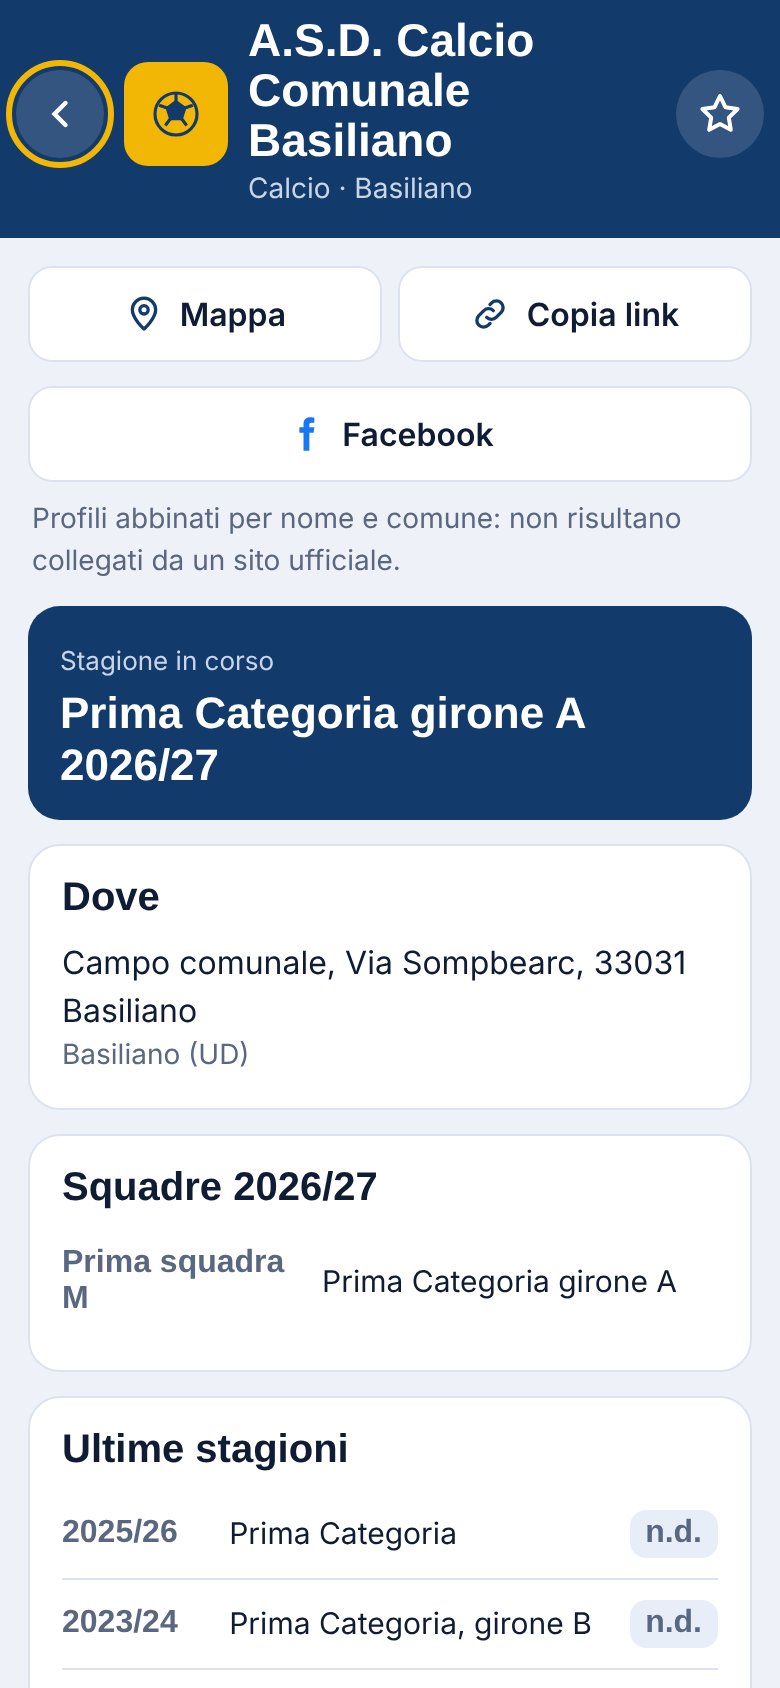 A.S.D. Calcio
Comunale
Basiliano
Calcio · Basiliano
Mappa
Copia link
Facebook
Profili abbinati per nome e comune: non risultano
collegati da un sito ufficiale.
Stagione in corso
Prima Categoria girone A
2026/27
Dove
Campo comunale, Via Sompbearc, 33031
Basiliano
Basiliano (UD)
Squadre 2026/27
Prima squadra
M
Prima Categoria girone A
Ultime stagioni
2025/26 Prima Categoria n.d.
2023/24 Prima Categoria, girone B n.d.